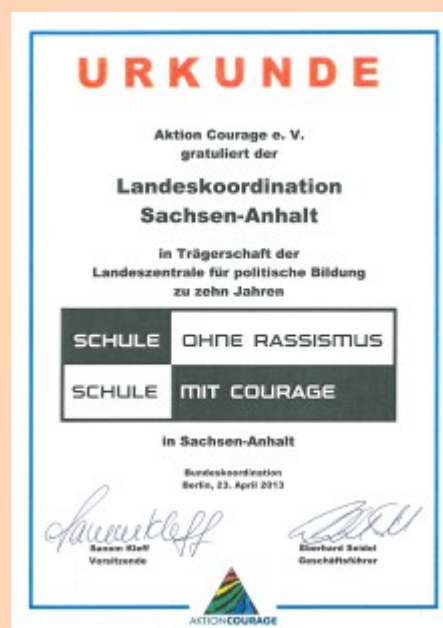 URKUNDE
Aktion Courage e. V.
gratuliert der
Landeskoordination
Sachsen-Anhalt
in Trägerschaft der
Landeszentrale für politische Bildung
zu zehn Jahren
SCHULE OHNE RASSISMUS
SCHULE MIT COURAGE
in Sachsen-Anhalt
Bundeskoordination
Berlin, 23. April 2013
Sanem Kleff Eberhard Seidel
Vorsitzende Geschäftsführer
AKTIONCOURAGE